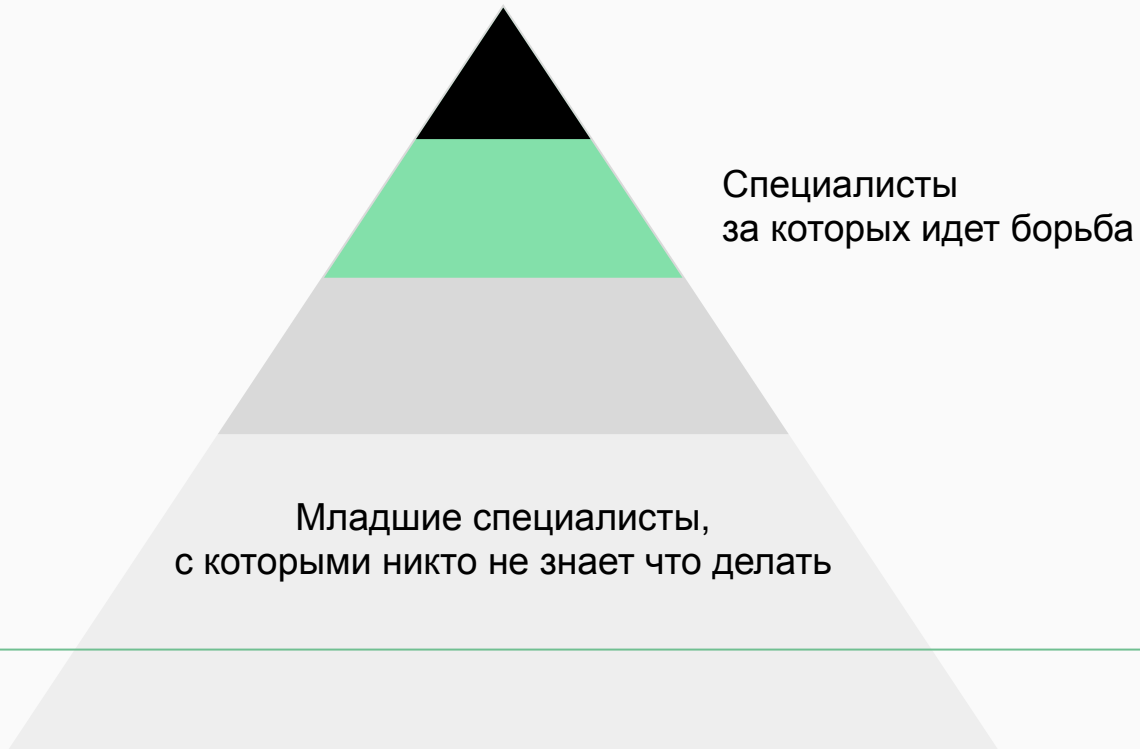 Специалисты
за которых идет борьба
Младшие специалисты,
с которыми никто не знает что делать